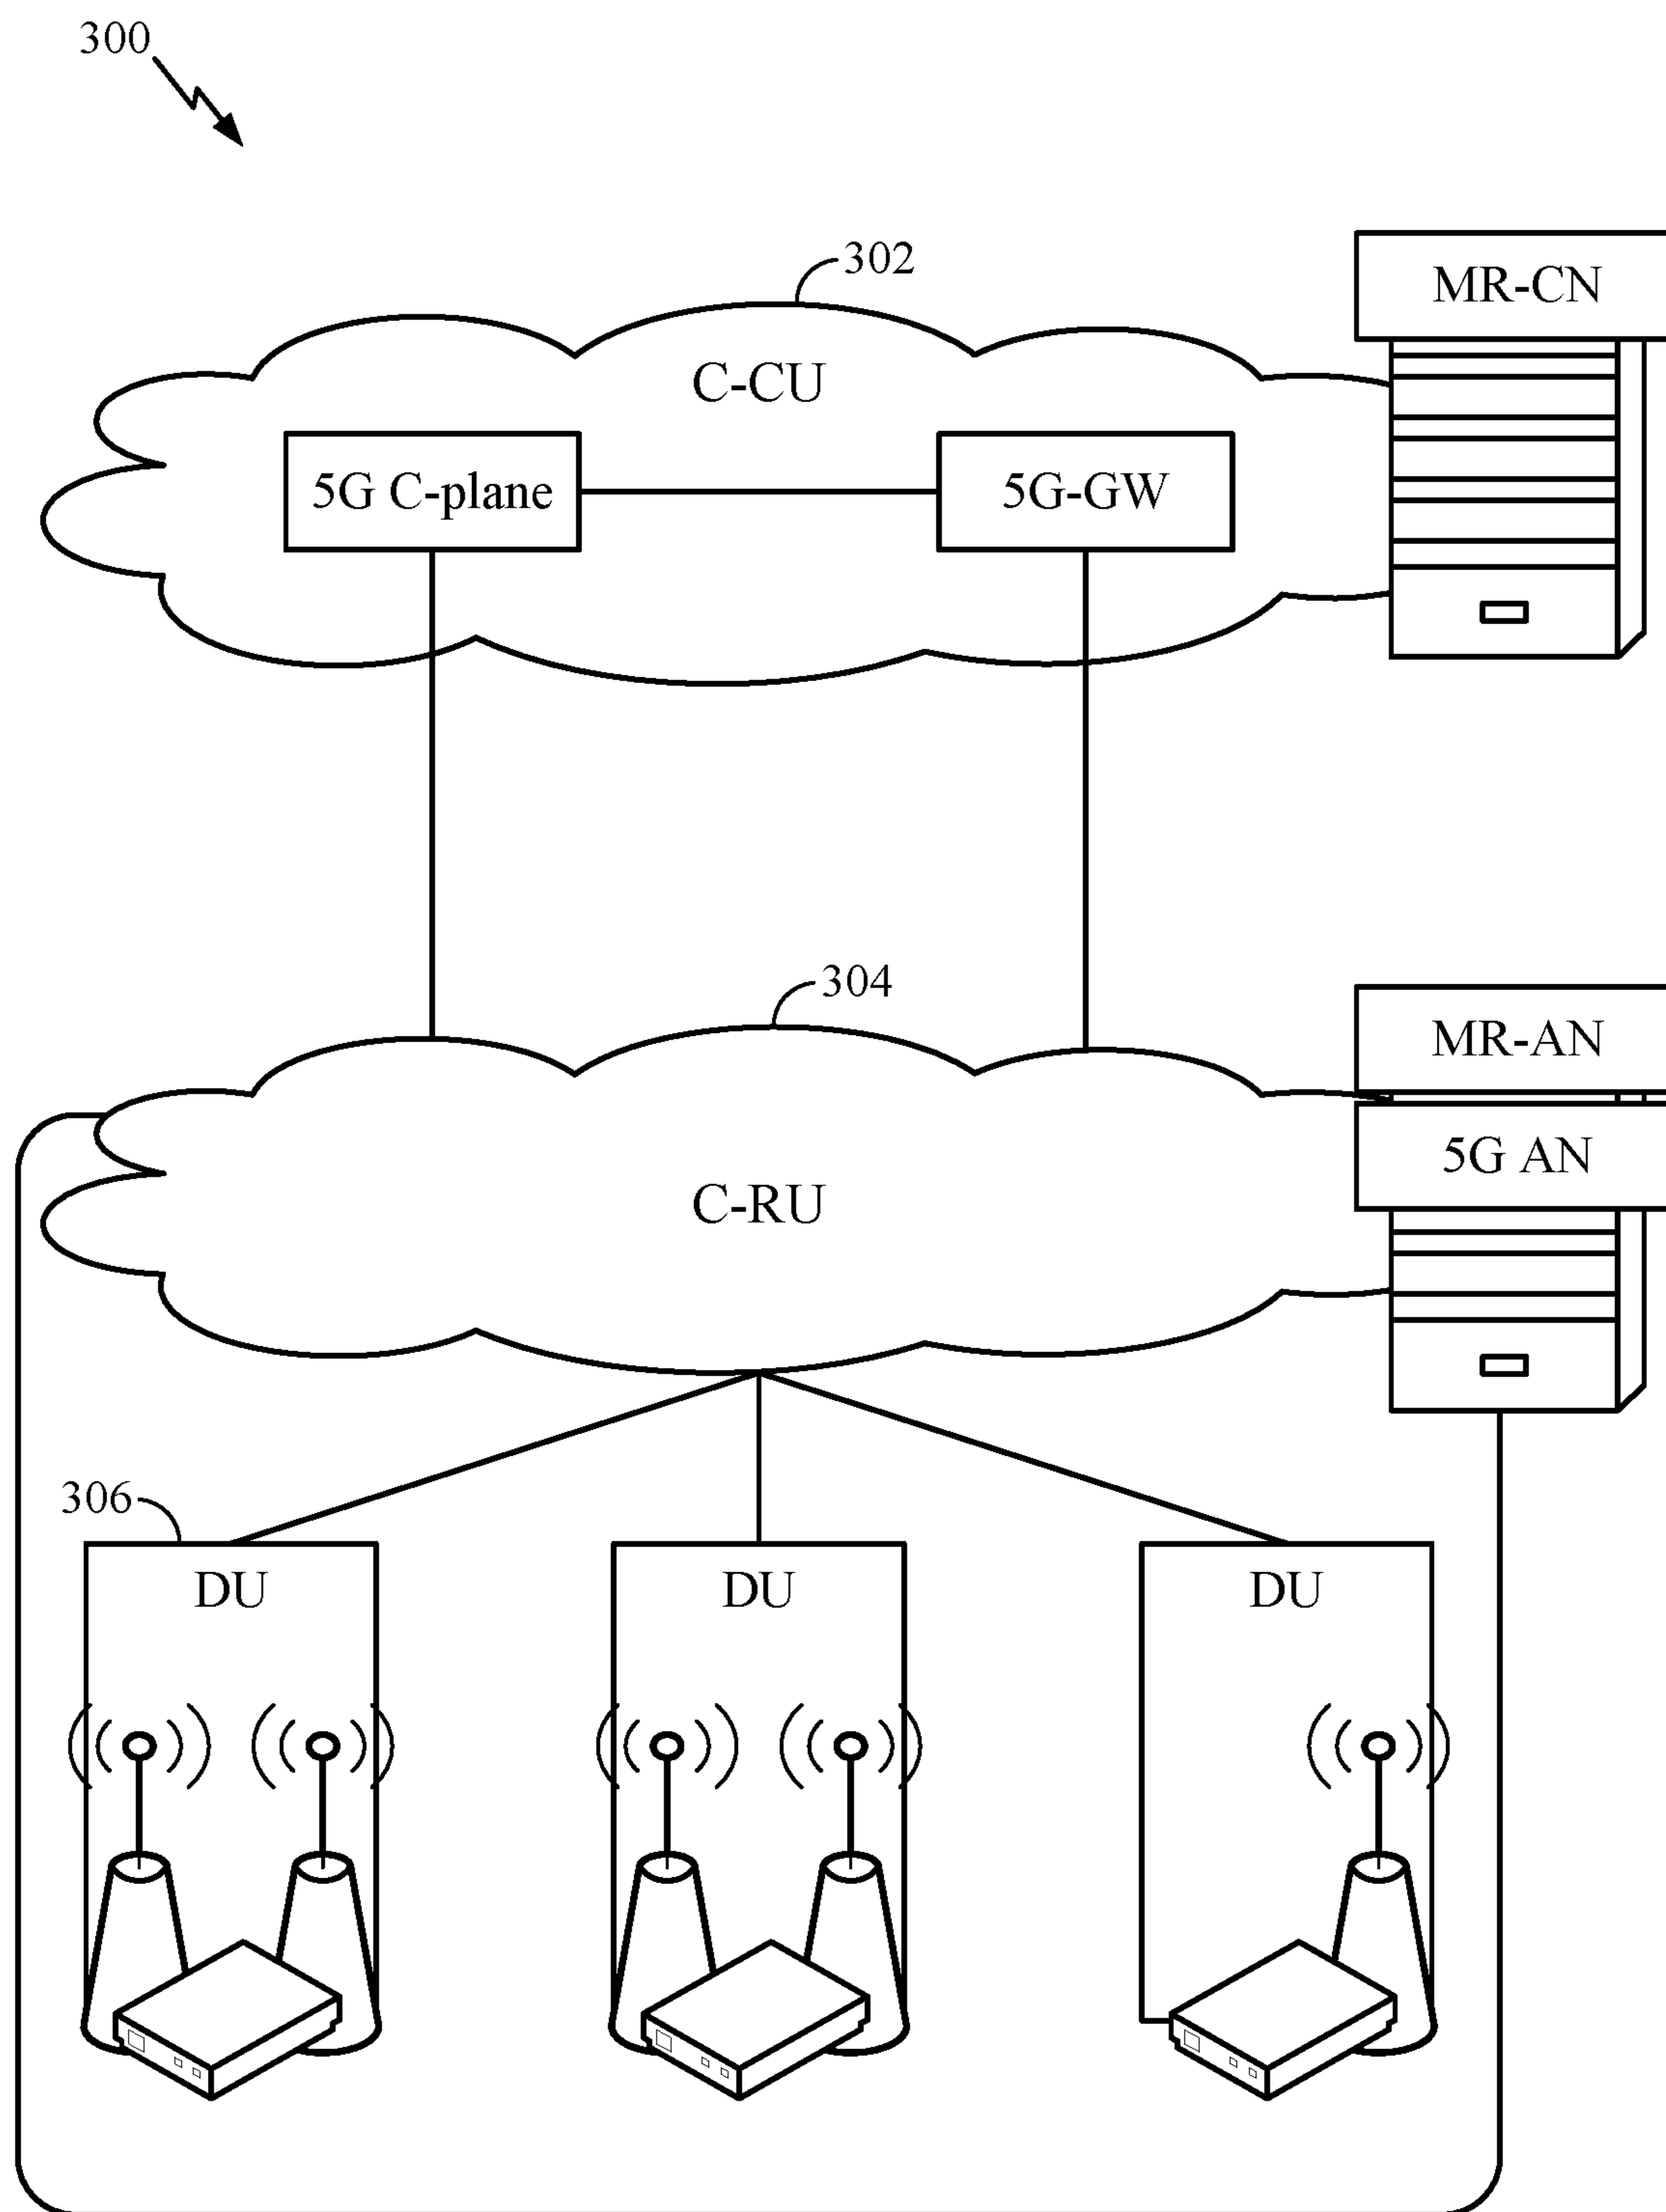 300
302
MR-CN
C-CU
5G C-plane
5G-GW
304
MR-AN
5G AN
C-RU
306
DU
DU
DU